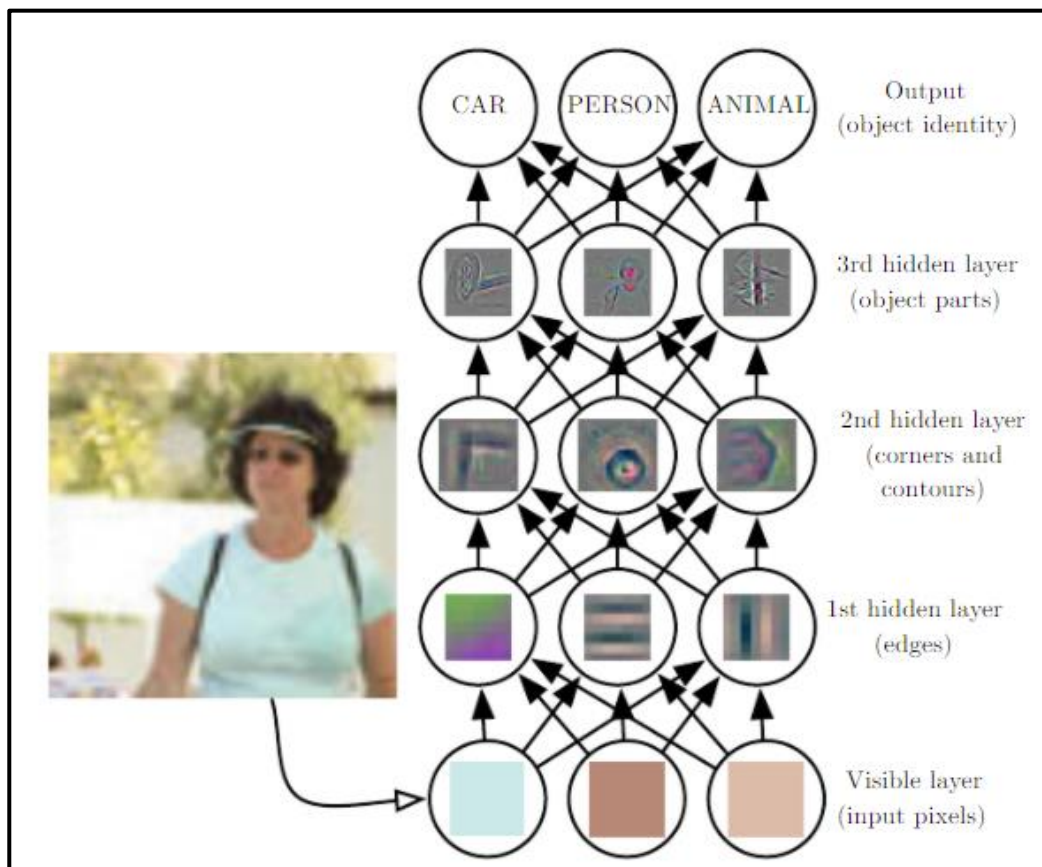 CAR
PERSON
ANIMAL
Output
(object identity)
3rd hidden layer
(object parts)
2nd hidden layer
(corners and
contours)
1st hidden layer
(edges)
Visible layer
(input pixels)